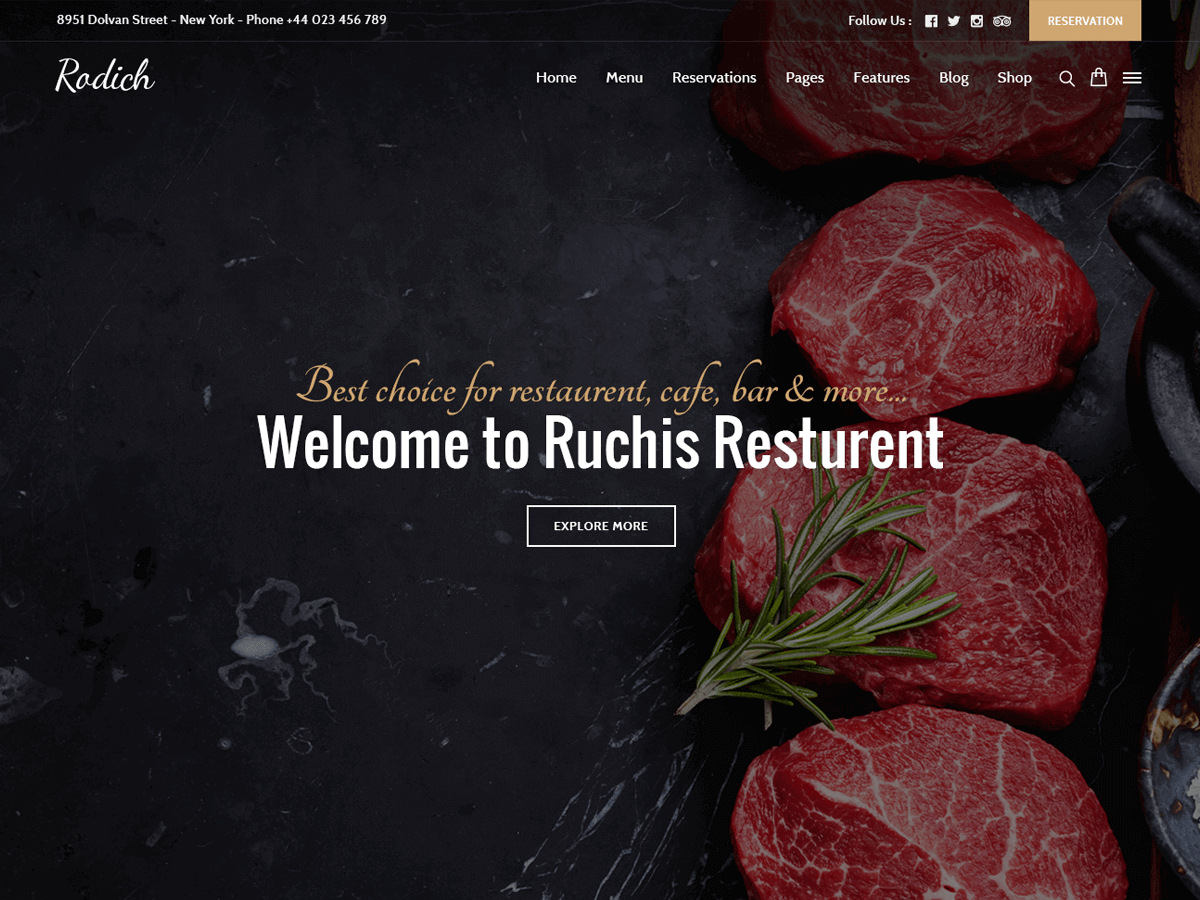 8951 Dolvan Street - New York - Phone +44 023 456 789
Follow Us :
RESERVATION
Rodich
Home Menu Reservations Pages Features Blog Shop
Best choice for restaurent, cafe, bar & more...
Welcome to Ruchis Resturent
EXPLORE MORE